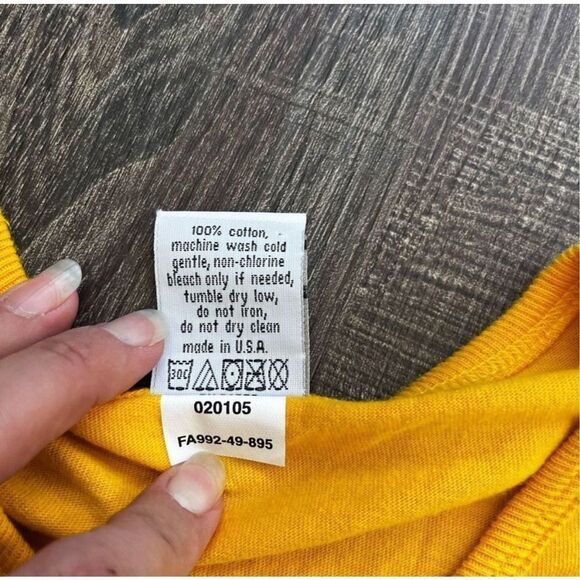 100% cotton,
machine wash cold
gentle, non-chlorine
bleach only if needed,
tumble dry low,
do not iron,
do not dry clean
made in U.S.A.
30C
020105
FA992-49-895